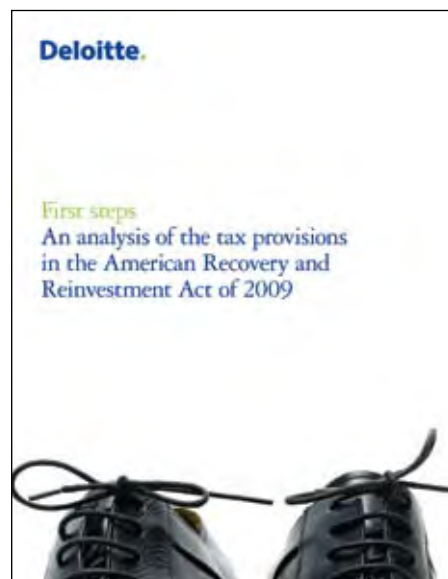 Deloitte.
First steps
An analysis of the tax provisions
in the American Recovery and
Reinvestment Act of 2009